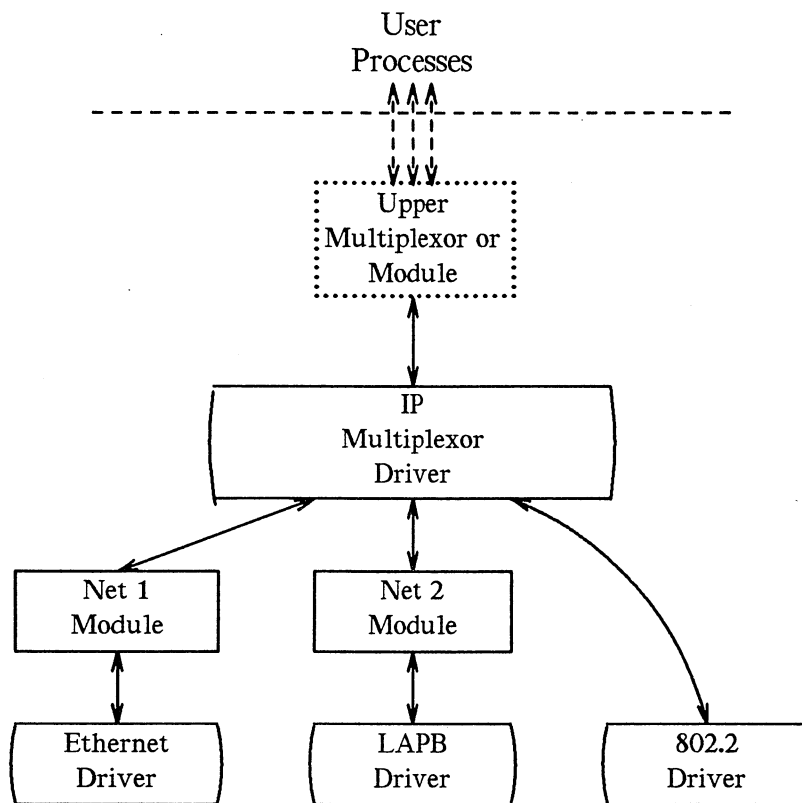 User
Processes
Upper
Multiplexor or
Module
IP
Multiplexor
Driver
Net 1
Module
Net 2
Module
Ethernet
Driver
LAPB
Driver
802.2
Driver